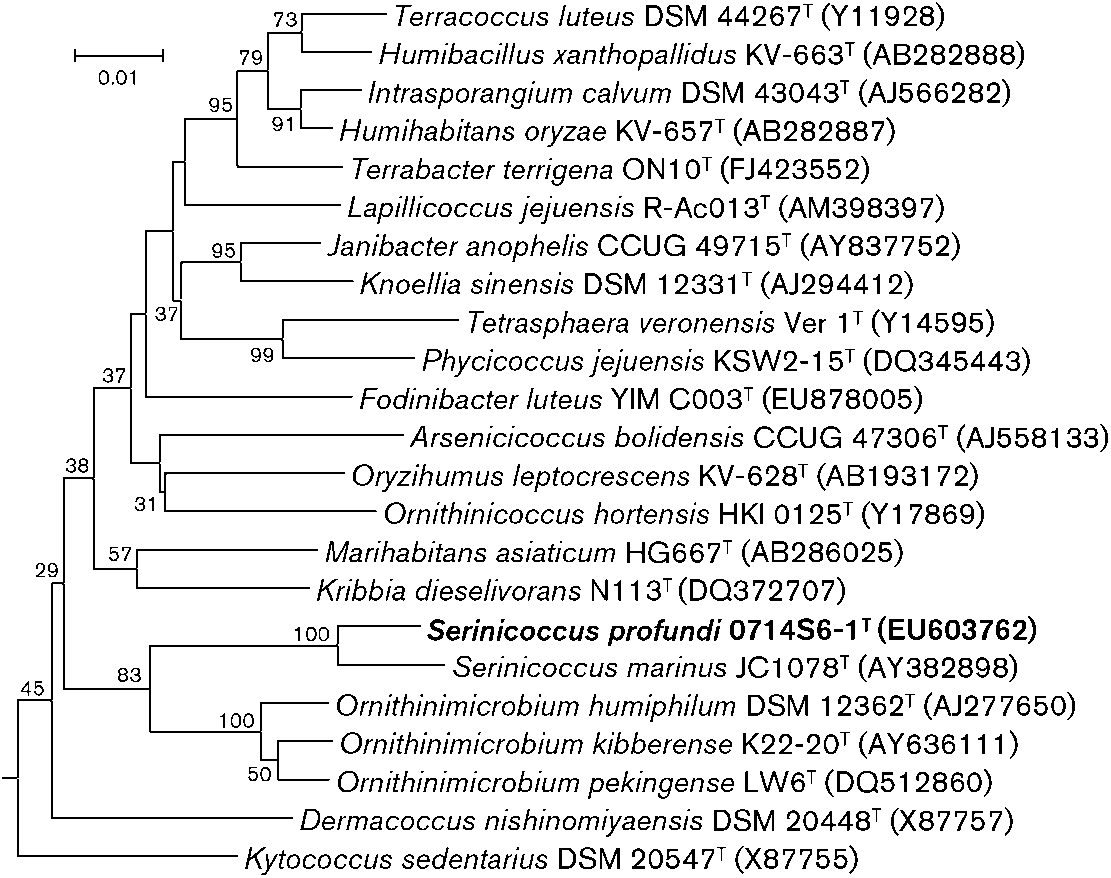 73 Terracoccus luteus DSM 44267ᵀ (Y11928)
0.01
79 Humibacillus xanthopallidus KV-663ᵀ (AB282888)
95 Intrasporangium calvum DSM 43043ᵀ (AJ566282)
91 Humihabitans oryzae KV-657ᵀ (AB282887)
Terrabacter terrigena ON10ᵀ (FJ423552)
Lapillicoccus jejuensis R-Ac013ᵀ (AM398397)
95 Janibacter anophelis CCUG 49715ᵀ (AY837752)
Knoellia sinensis DSM 12331ᵀ (AJ294412)
37 Tetrasphaera veronensis Ver 1ᵀ (Y14595)
99 Phycicoccus jejuensis KSW2-15ᵀ (DQ345443)
37 Fodinibacter luteus YIM C003ᵀ (EU878005)
Arsenicicoccus bolidensis CCUG 47306ᵀ (AJ558133)
38 Oryzihumus leptocrescens KV-628ᵀ (AB193172)
31 Ornithinicoccus hortensis HKI 0125ᵀ (Y17869)
57 Marihabitans asiaticum HG667ᵀ (AB286025)
29 Kribbia dieselivorans N113ᵀ (DQ372707)
100 Serinicoccus profundi 0714S6-1ᵀ (EU603762)
83 Serinicoccus marinus JC1078ᵀ (AY382898)
45 100 Ornithinimicrobium humiphilum DSM 12362ᵀ (AJ277650)
Ornithinimicrobium kibberense K22-20ᵀ (AY636111)
50 Ornithinimicrobium pekingense LW6ᵀ (DQ512860)
Dermacoccus nishinomiyaensis DSM 20448ᵀ (X87757)
Kytococcus sedentarius DSM 20547ᵀ (X87755)